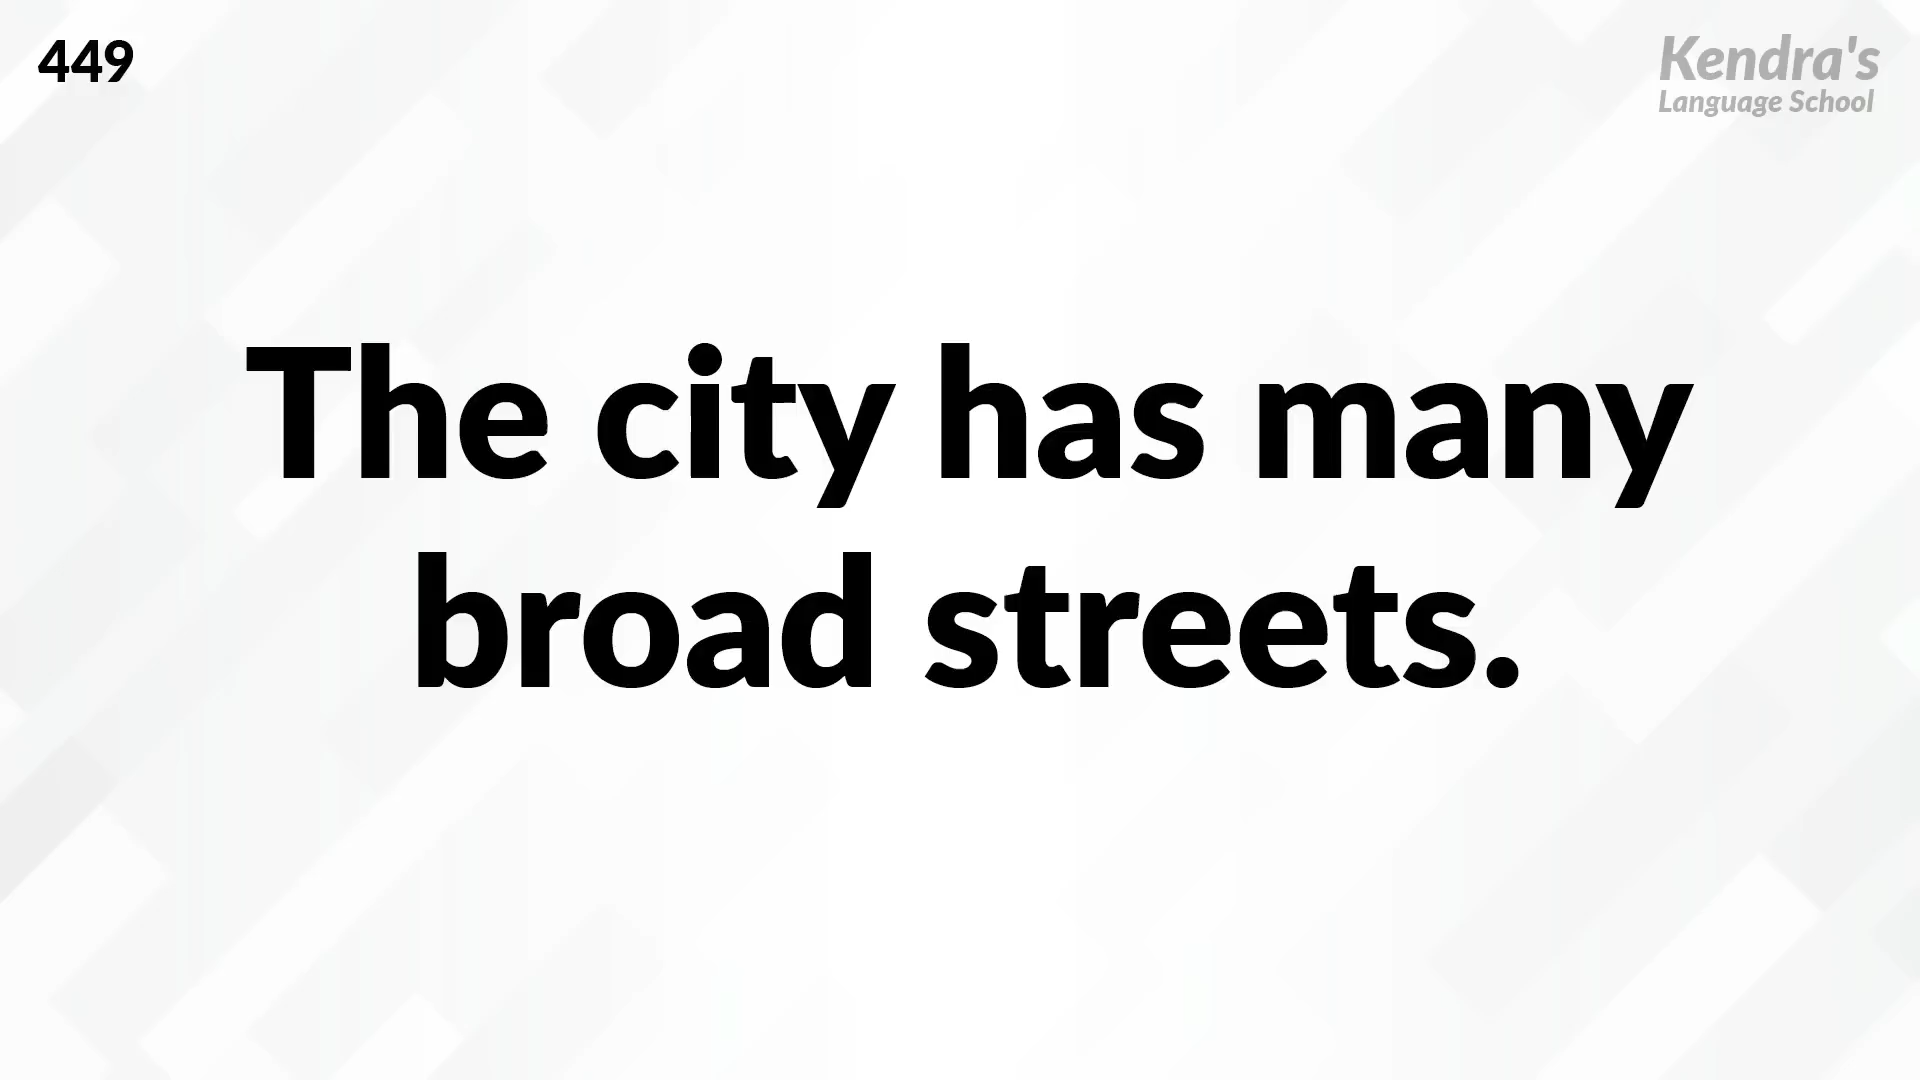 449
Kendra's
Language School
The city has many
broad streets.